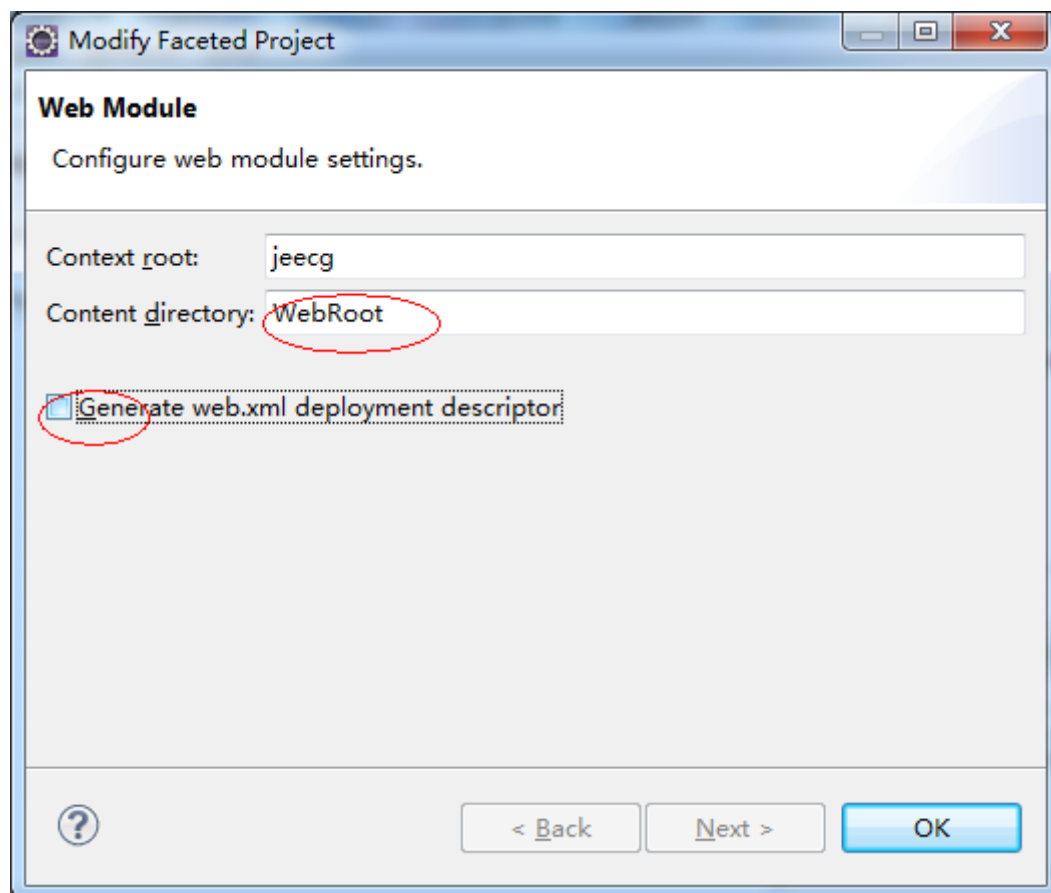 Modify Faceted Project
Web Module
Configure web module settings.
Context root: jeecg
Content directory: WebRoot
Generate web.xml deployment descriptor
?
< Back Next > OK